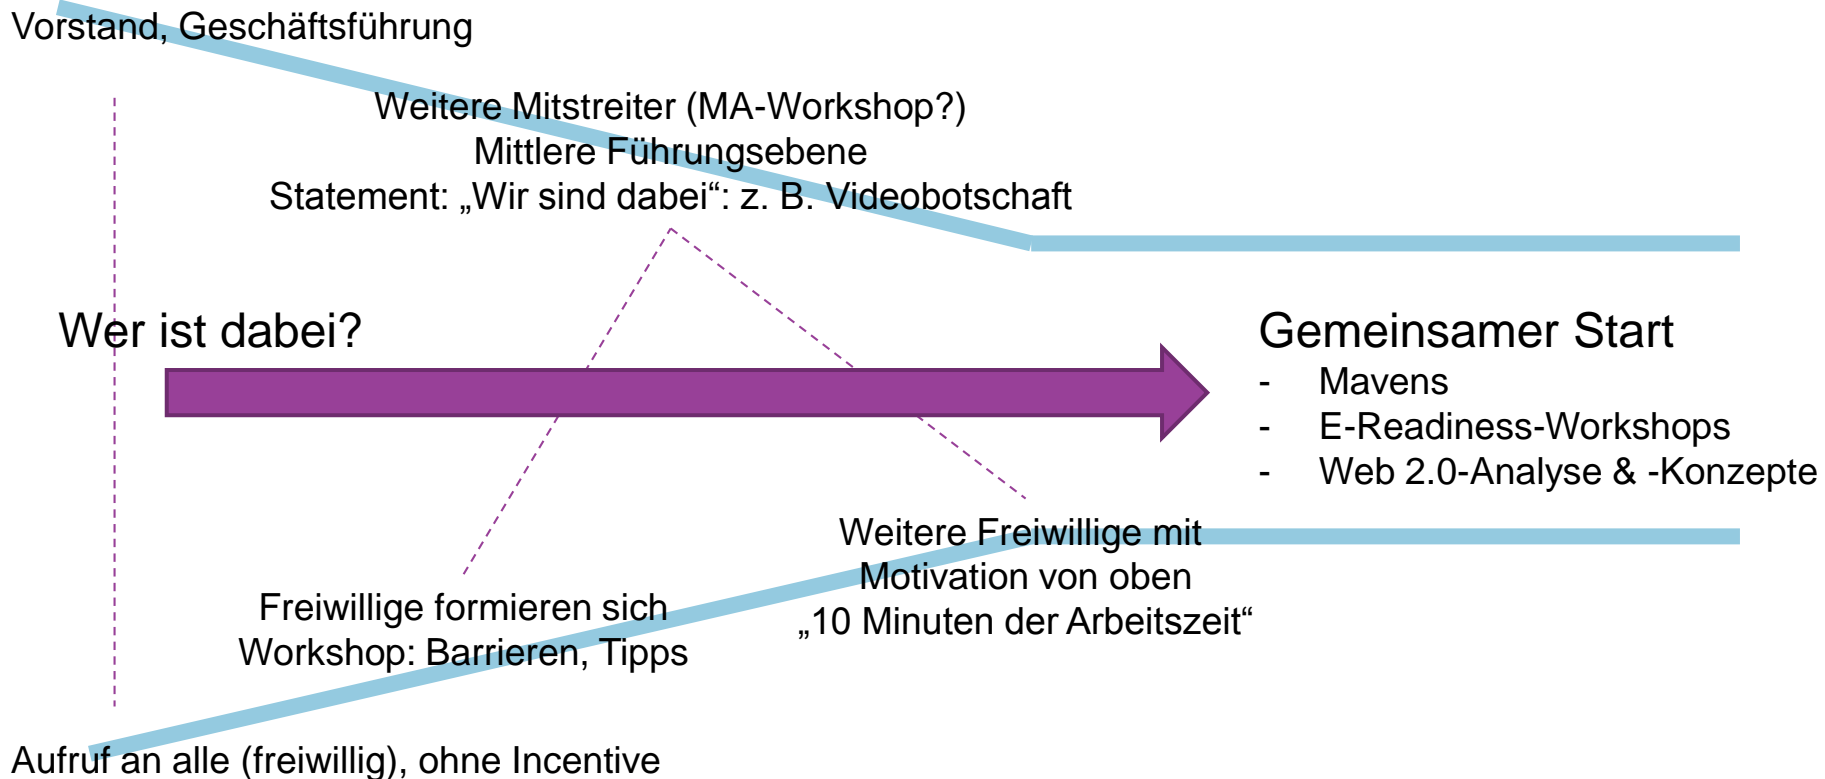 Vorstand, Geschäftsführung
Weitere Mitstreiter (MA-Workshop?)
Mittlere Führungsebene
Statement: „Wir sind dabei“: z. B. Videobotschaft
Wer ist dabei?
Gemeinsamer Start
- Mavens
- E-Readiness-Workshops
- Web 2.0-Analyse & -Konzepte
Weitere Freiwillige mit
Motivation von oben
„10 Minuten der Arbeitszeit“
Freiwillige formieren sich
Workshop: Barrieren, Tipps
Aufruf an alle (freiwillig), ohne Incentive